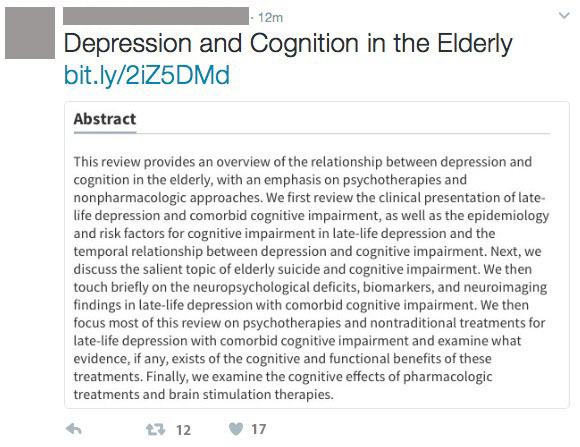 · 12m
Depression and Cognition in the Elderly
bit.ly/2iZ5DMd
Abstract
This review provides an overview of the relationship between depression and
cognition in the elderly, with an emphasis on psychotherapies and
nonpharmacologic approaches. We first review the clinical presentation of late-
life depression and comorbid cognitive impairment, as well as the epidemiology
and risk factors for cognitive impairment in late-life depression and the
temporal relationship between depression and cognitive impairment. Next, we
discuss the salient topic of elderly suicide and cognitive impairment. We then
touch briefly on the neuropsychological deficits, biomarkers, and neuroimaging
findings in late-life depression with comorbid cognitive impairment. We then
focus most of this review on psychotherapies and nontraditional treatments for
late-life depression with comorbid cognitive impairment and examine what
evidence, if any, exists of the cognitive and functional benefits of these
treatments. Finally, we examine the cognitive effects of pharmacologic
treatments and brain stimulation therapies.
12 17